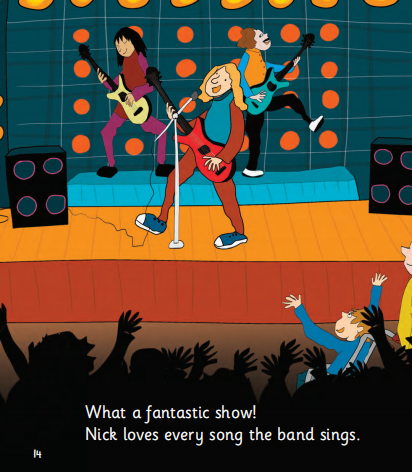 What a fantastic show!
Nick loves every song the band sings.
14